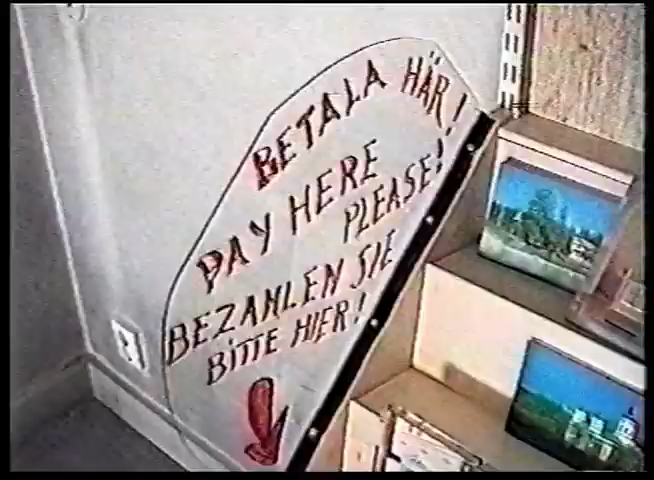 BETALA HÄR!
PAY HERE
PLEASE!
BEZAHLEN SIE
BITTE HIER!